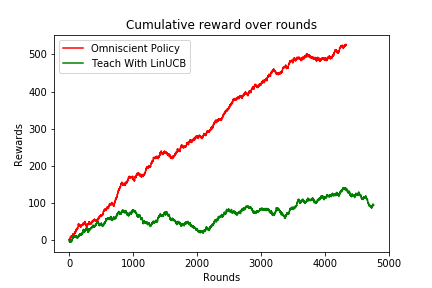 Cumulative reward over rounds
Omniscient Policy
Teach With LinUCB
Rewards
500
400
300
200
100
0
0 1000 2000 3000 4000 5000
Rounds